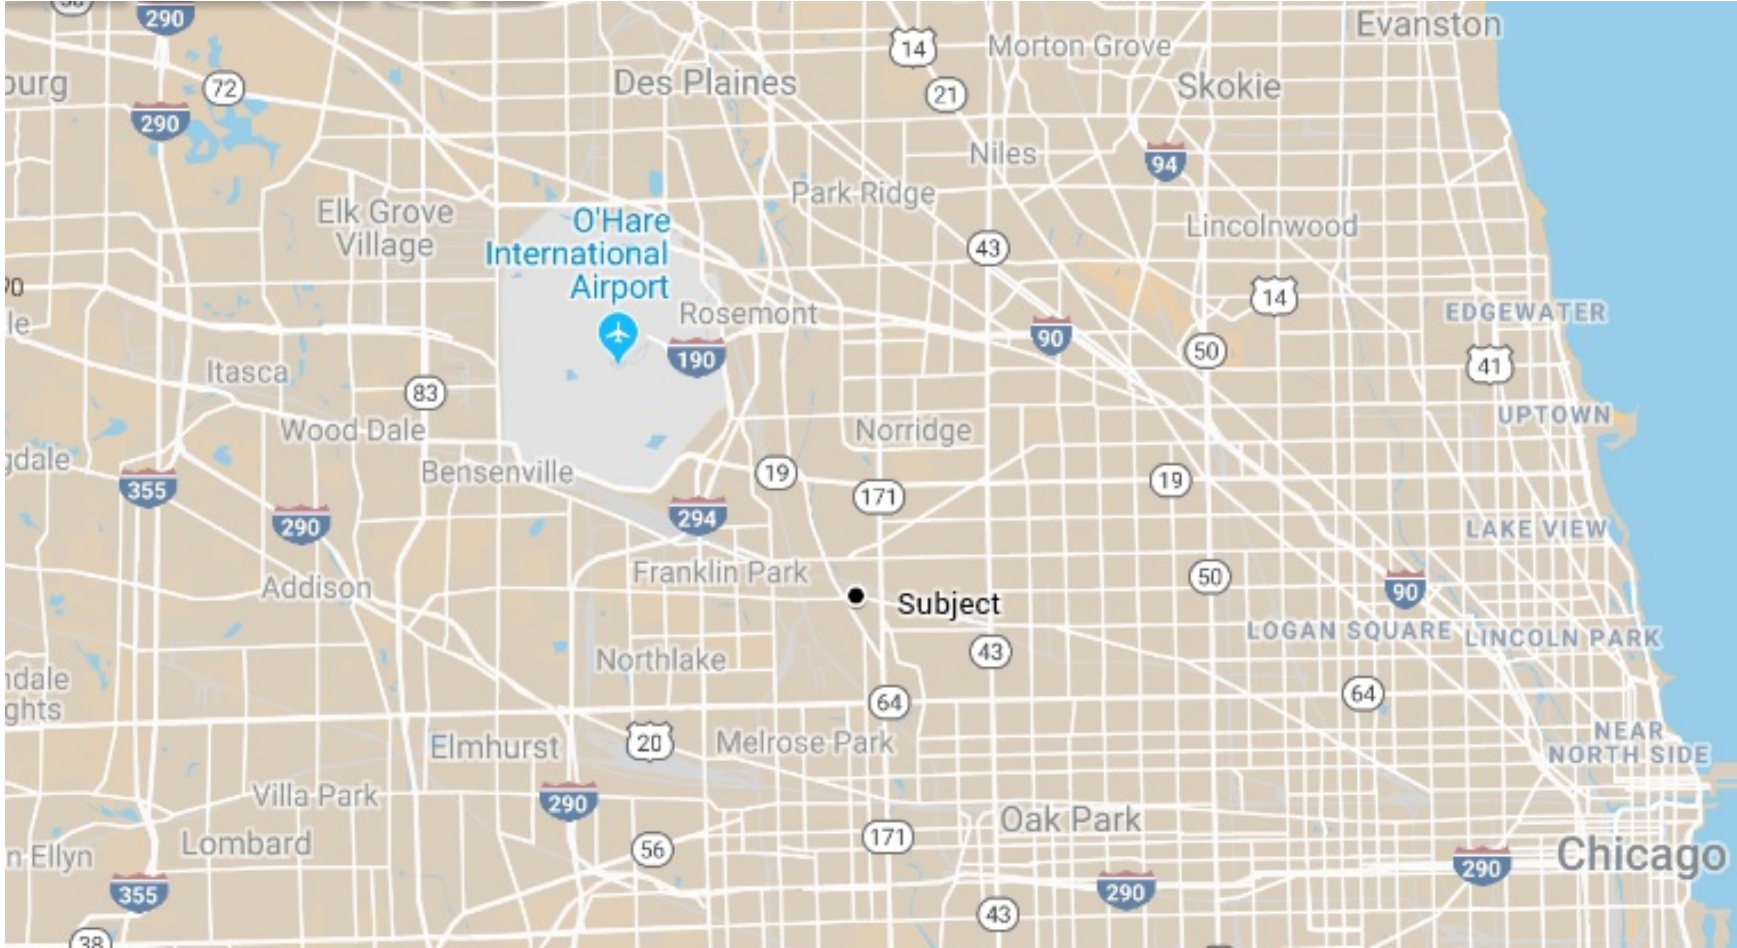 290
14
Morton Grove
Evanston
burg
72
Des Plaines
21
Skokie
290
Niles
94
Park Ridge
Elk Grove
Village
O'Hare
International
Airport
Lincolnwood
43
14
Rosemont
EDGEWATER
90
190
50
41
Itasca
83
UPTOWN
Wood Dale
Norridge
gdale
Bensenville
19
19
355
171
290
294
LAKE VIEW
Franklin Park
50
90
Addison
Subject
LOGAN SQUARE
LINCOLN PARK
43
Northlake
ndale
ghts
64
64
NEAR
NORTH SIDE
Elmhurst
20
Melrose Park
Villa Park
290
Oak Park
Lombard
171
56
n Ellyn
Chicago
355
290
290
43
38